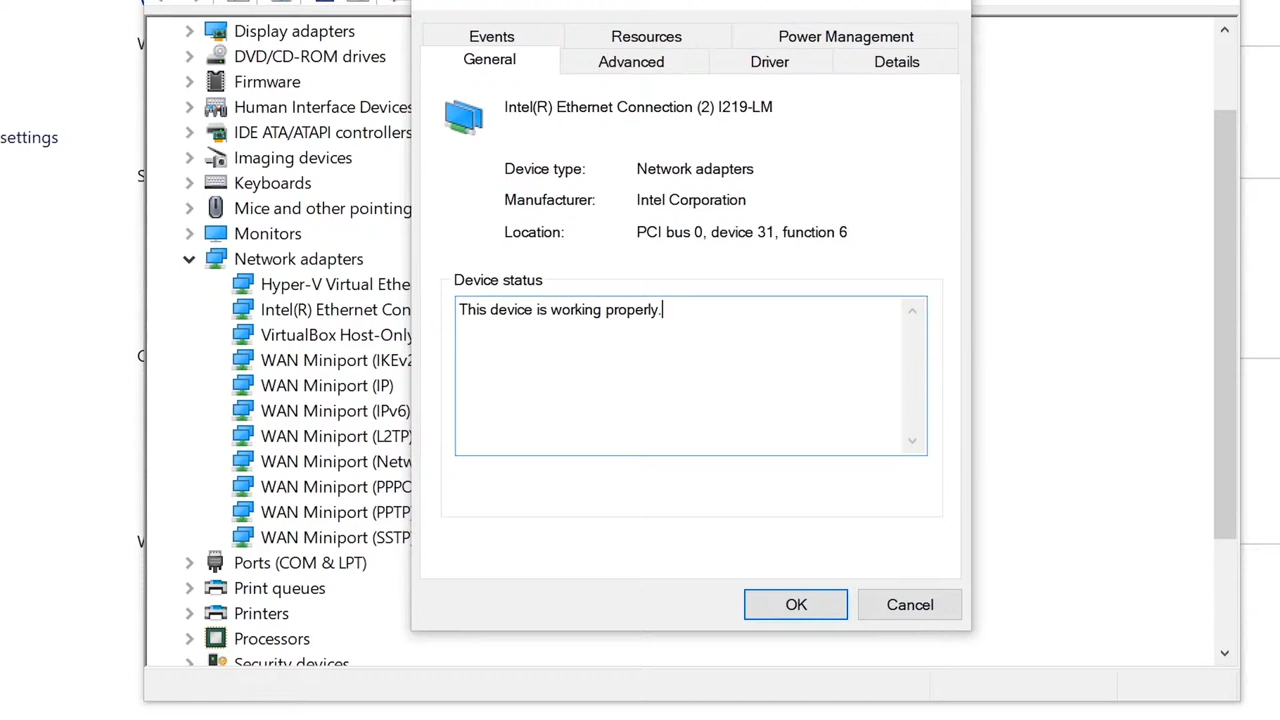 settings
Display adapters
DVD/CD-ROM drives
Firmware
Human Interface Devices
IDE ATA/ATAPI controllers
Imaging devices
Keyboards
Mice and other pointing
Monitors
Network adapters
Hyper-V Virtual Ethe
Intel(R) Ethernet Con
VirtualBox Host-Only
WAN Miniport (IKEv2
WAN Miniport (IP)
WAN Miniport (IPv6)
WAN Miniport (L2TP)
WAN Miniport (Netw
WAN Miniport (PPPO
WAN Miniport (PPTP
WAN Miniport (SSTP
Ports (COM & LPT)
Print queues
Printers
Processors
Security devices
Events
Resources
Power Management
General
Advanced
Driver
Details
Intel(R) Ethernet Connection (2) I219-LM
Device type: Network adapters
Manufacturer: Intel Corporation
Location: PCI bus 0, device 31, function 6
Device status
This device is working properly.
OK
Cancel